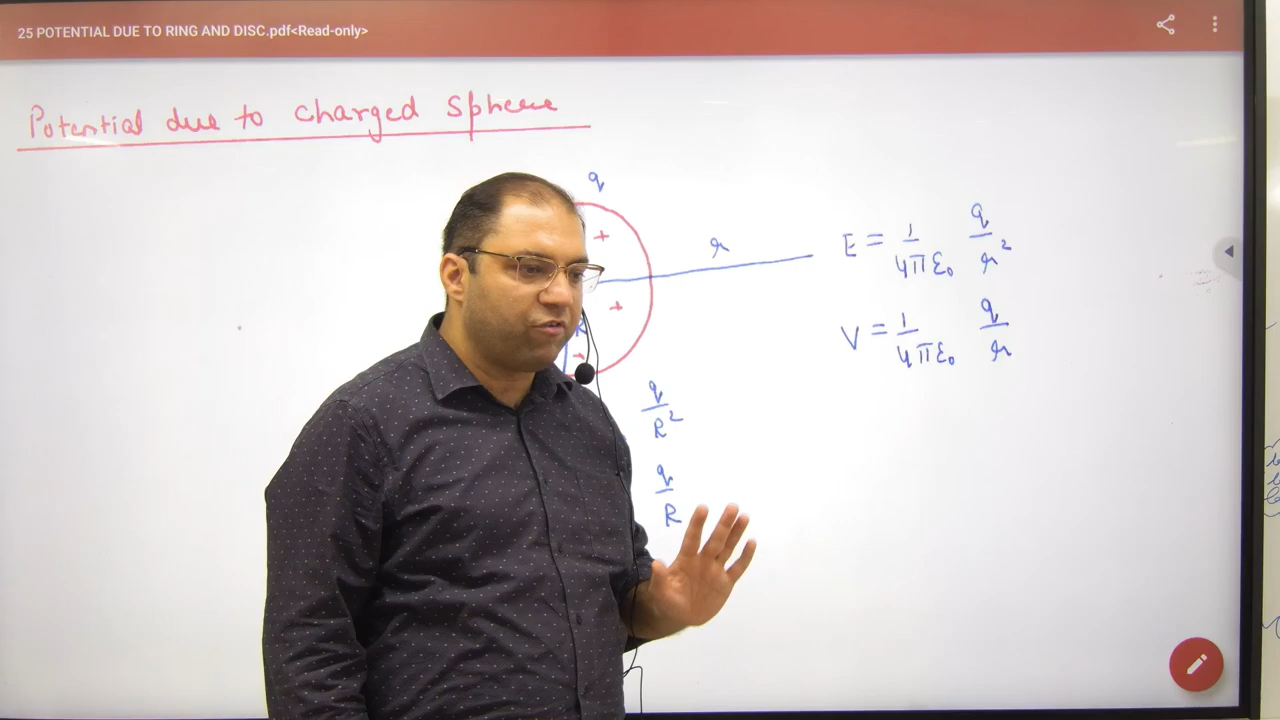 25 POTENTIAL DUE TO RING AND DISC.pdf<Read-only>
Potential due to charged Sphere
q
+
r
+
R
+
E = 1/4πε₀ q/r²
V = 1/4πε₀ q/r
q/R²
q/R